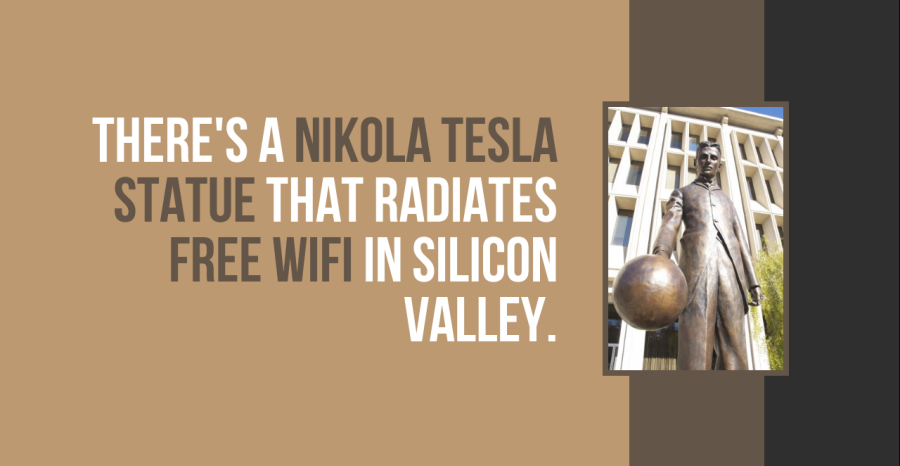 THERE'S A NIKOLA TESLA
STATUE THAT RADIATES
FREE WIFI IN SILICON
VALLEY.